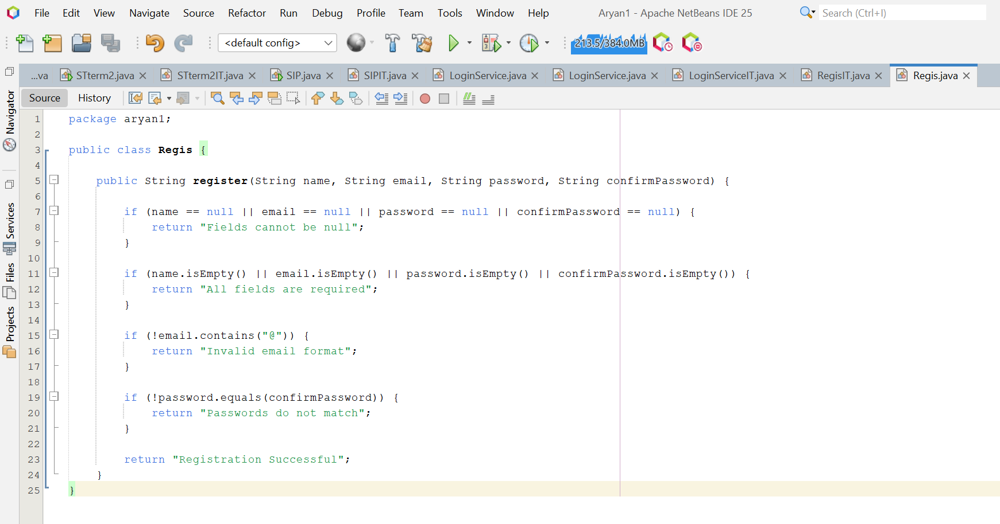 File Edit View Navigate Source Refactor Run Debug Profile Team Tools Window Help Aryan1 - Apache NetBeans IDE 25 Search (Ctrl+I)
<default config> 213.5/384.0MB
...va STterm2.java STterm2IT.java SIP.java SIPIT.java LoginService.java LoginService.java LoginServiceIT.java RegisIT.java Regis.java
Source History
Navigator
Services
Files
Projects
1 package aryan1;
2
3 public class Regis {
4
5 public String register(String name, String email, String password, String confirmPassword) {
6
7 if (name == null || email == null || password == null || confirmPassword == null) {
8 return "Fields cannot be null";
9 }
10
11 if (name.isEmpty() || email.isEmpty() || password.isEmpty() || confirmPassword.isEmpty()) {
12 return "All fields are required";
13 }
14
15 if (!email.contains("@")) {
16 return "Invalid email format";
17 }
18
19 if (!password.equals(confirmPassword)) {
20 return "Passwords do not match";
21 }
22
23 return "Registration Successful";
24 }
25 }